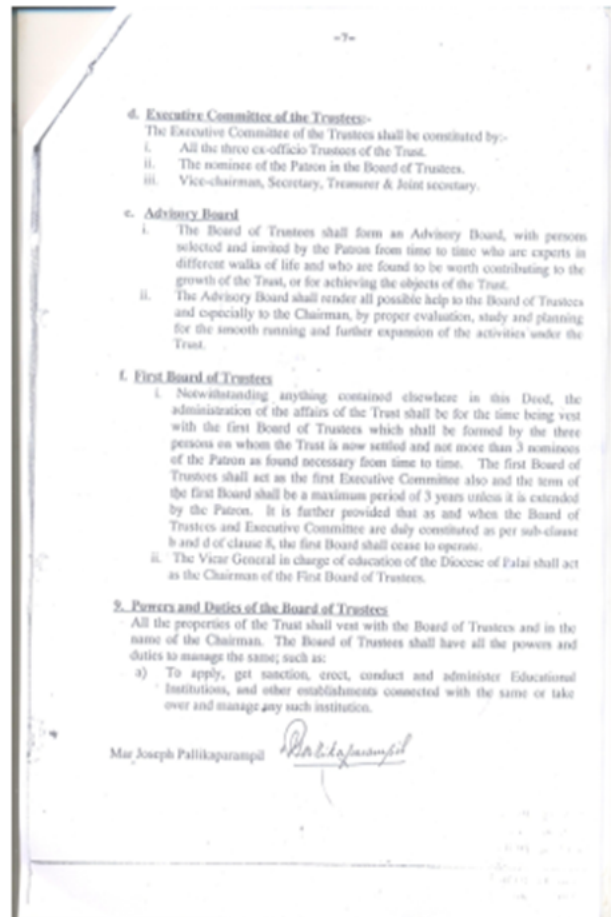 -7-
d. Executive Committee of the Trustees:-
The Executive Committee of the Trustees shall be constituted by:-
i. All the three ex-officio Trustees of the Trust.
ii. The nominee of the Patron in the Board of Trustees.
iii. Vice-chairman, Secretary, Treasurer & Joint secretary.
e. Advisory Board
i. The Board of Trustees shall form an Advisory Board, with persons
selected and invited by the Patron from time to time who are experts in
different walks of life and who are found to be worth contributing to the
growth of the Trust, or for achieving the objects of the Trust.
ii. The Advisory Board shall render all possible help to the Board of Trustees
and especially to the Chairman, by proper evaluation, study and planning
for the smooth running and further expansion of the activities under the
Trust.
f. First Board of Trustees
i. Notwithstanding anything contained elsewhere in this Deed, the
administration of the affairs of the Trust shall be for the time being vest
with the first Board of Trustees which shall be formed by the three
persons on whom the Trust is now settled and not more than 3 nominees
of the Patron as found necessary from time to time. The first Board of
Trustees shall act as the first Executive Committee also and the term of
the first Board shall be a maximum period of 3 years unless it is extended
by the Patron. It is further provided that as and when the Board of
Trustees and Executive Committee are duly constituted as per sub-clause
b and d of clause 8, the first Board shall cease to operate.
ii. The Vicar General in charge of education of the Diocese of Palai shall act
as the Chairman of the First Board of Trustees.
9. Powers and Duties of the Board of Trustees
All the properties of the Trust shall vest with the Board of Trustees and in the
name of the Chairman. The Board of Trustees shall have all the powers and
duties to manage the same; such as:
a) To apply, get sanction, erect, conduct and administer Educational
Institutions, and other establishments connected with the same or take
over and manage any such institution.
Mar Joseph Pallikaparampil